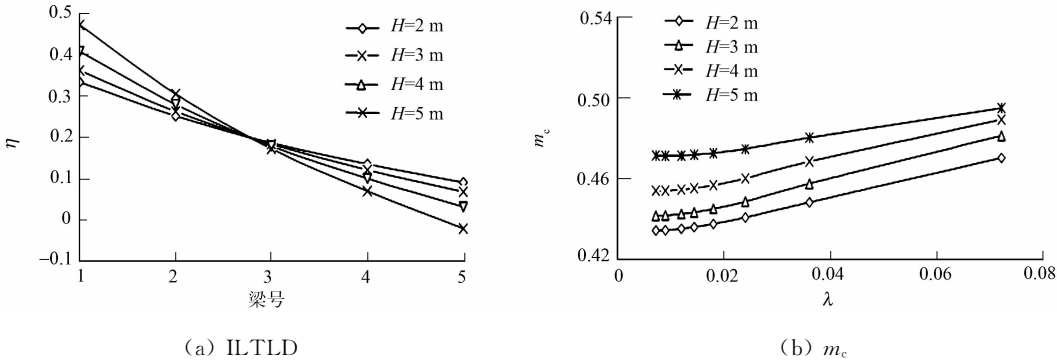 0.5
0.4
0.3
0.2
0.1
0
−0.1
η
1 2 3 4 5
梁号
H=2 m
H=3 m
H=4 m
H=5 m
(a) ILTLD
0.54
0.50
0.46
0.42
m_c
0 0.02 0.04 0.06 0.08
λ
H=2 m
H=3 m
H=4 m
H=5 m
(b) m_c